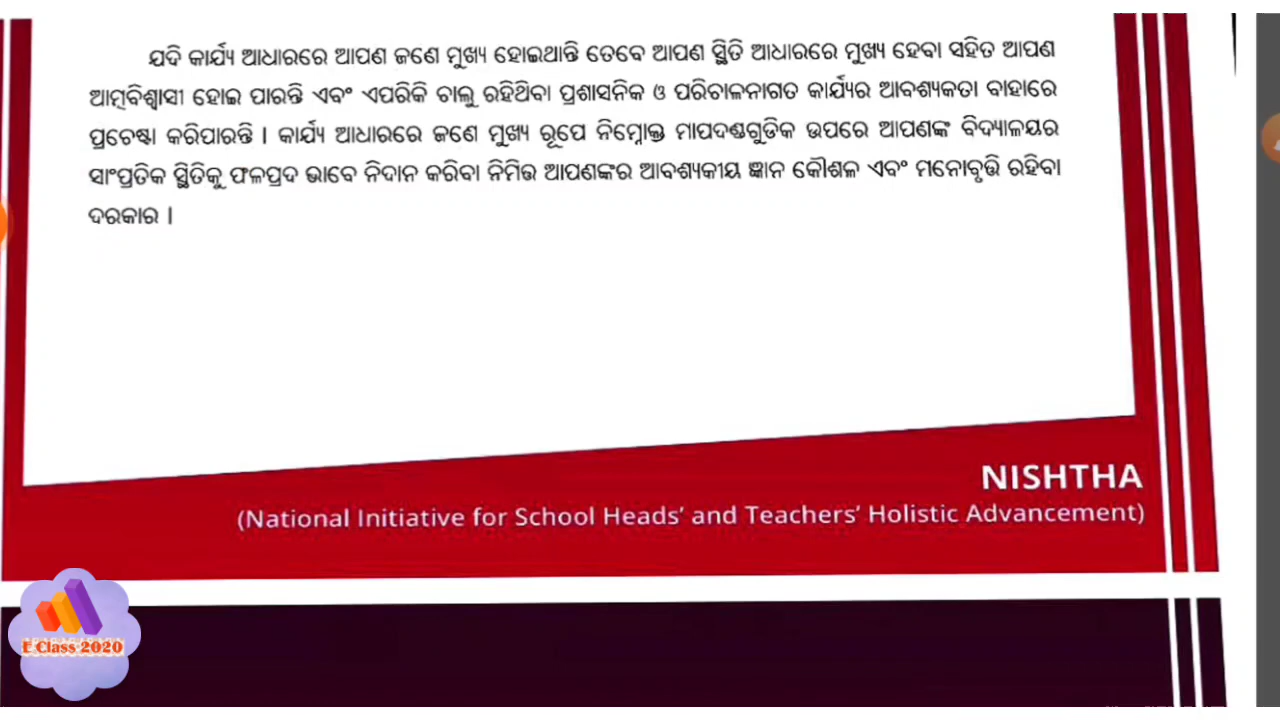 ଯଦି କାର୍ଯ୍ୟ ଆଧାରରେ ଆପଣ ଜଣେ ମୁଖ୍ୟ ହୋଇଥାନ୍ତି ତେବେ ଆପଣ ସ୍ଥିତି ଆଧାରରେ ମୁଖ୍ୟ ହେବା ସହିତ ଆପଣ
ଆତ୍ମବିଶ୍ୱାସୀ ହୋଇ ପାରନ୍ତି ଏବଂ ଏପରିକି ଚାଲୁ ରହିଥିବା ପ୍ରଶାସନିକ ଓ ପରିଚାଳନାଗତ କାର୍ଯ୍ୟର ଆବଶ୍ୟକତା ବାହାରେ
ପ୍ରଚେଷ୍ଟା କରିପାରନ୍ତି । କାର୍ଯ୍ୟ ଆଧାରରେ ଜଣେ ମୁଖ୍ୟ ରୂପେ ନିମ୍ନୋକ୍ତ ମାପଦଣ୍ଡଗୁଡିକ ଉପରେ ଆପଣଙ୍କ ବିଦ୍ୟାଳୟର
ସାଂପ୍ରତିକ ସ୍ଥିତିକୁ ଫଳପ୍ରଦ ଭାବେ ନିଦାନ କରିବା ନିମିତ୍ତ ଆପଣଙ୍କର ଆବଶ୍ୟକୀୟ ଜ୍ଞାନ କୌଶଳ ଏବଂ ମନୋବୃତ୍ତି ରହିବା
ଦରକାର ।
NISHTHA
(National Initiative for School Heads’ and Teachers’ Holistic Advancement)
E Class 2020